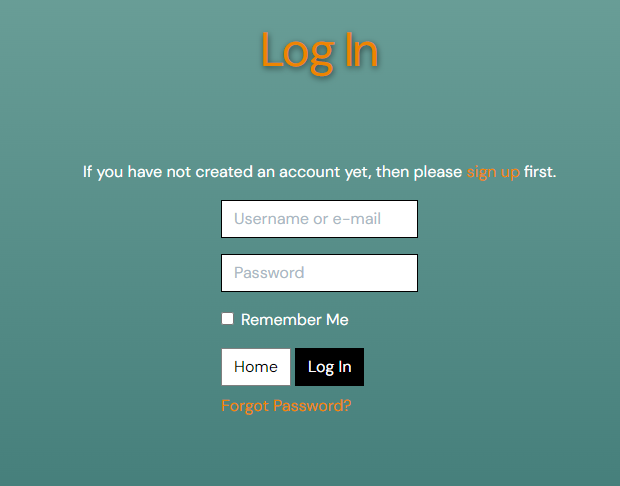 Log In
If you have not created an account yet, then please sign up first.
Username or e-mail
Password
Remember Me
Home Log In
Forgot Password?